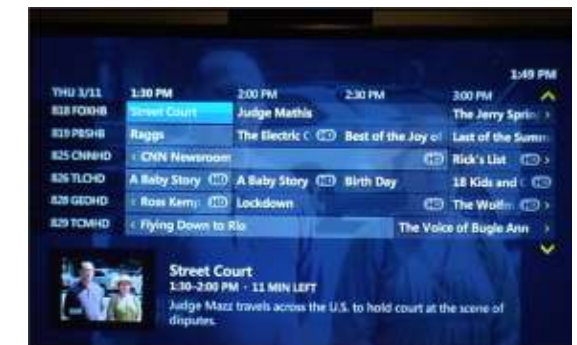 1:49 PM
THU 3/11 1:30 PM 2:00 PM 2:30 PM 3:00 PM
818 FOXHB Street Court Judge Mathis The Jerry Sprin
819 PBSHB Raggs The Electric C HD Best of the Joy of Last of the Summ
825 CNNHD CNN Newsroom HD Rick's List HD
826 TLCHD A Baby Story HD A Baby Story HD Birth Day 18 Kids and C HD
828 GEOHD Ross Kemp HD Lockdown HD The Wolfm HD
829 TCMHD Flying Down to Rio The Voice of Bugle Ann
Street Court
1:30-2:00 PM · 11 MIN LEFT
Judge Mazz travels across the U.S. to hold court at the scene of
disputes.